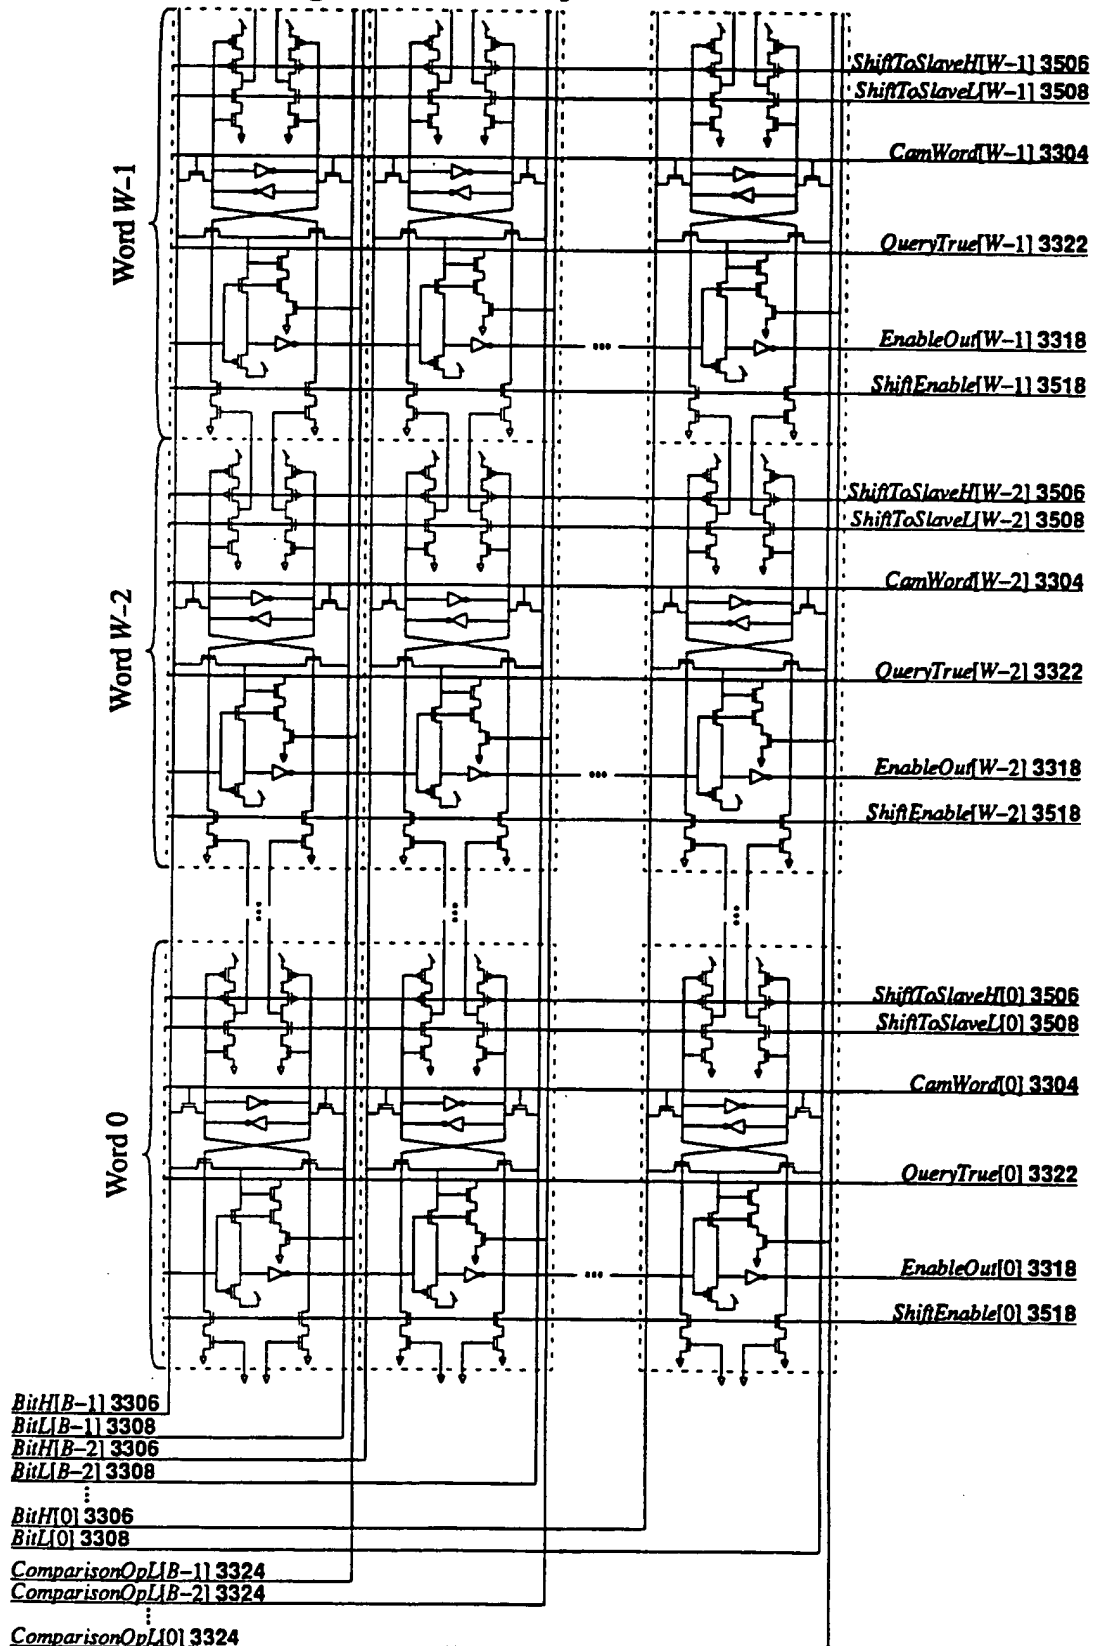 Word W–1
ShiftToSlaveH[W–1] 3506
ShiftToSlaveL[W–1] 3508
CamWord[W–1] 3304
QueryTrue[W–1] 3322
...
EnableOut[W–1] 3318
ShiftEnable[W–1] 3518
Word W–2
ShiftToSlaveH[W–2] 3506
ShiftToSlaveL[W–2] 3508
CamWord[W–2] 3304
QueryTrue[W–2] 3322
...
EnableOut[W–2] 3318
ShiftEnable[W–2] 3518
Word 0
ShiftToSlaveH[0] 3506
ShiftToSlaveL[0] 3508
CamWord[0] 3304
QueryTrue[0] 3322
...
EnableOut[0] 3318
ShiftEnable[0] 3518
BitH[B–1] 3306
BitL[B–1] 3308
BitH[B–2] 3306
BitL[B–2] 3308
BitH[0] 3306
BitL[0] 3308
ComparisonOpL[B–1] 3324
ComparisonOpL[B–2] 3324
ComparisonOpL[0] 3324